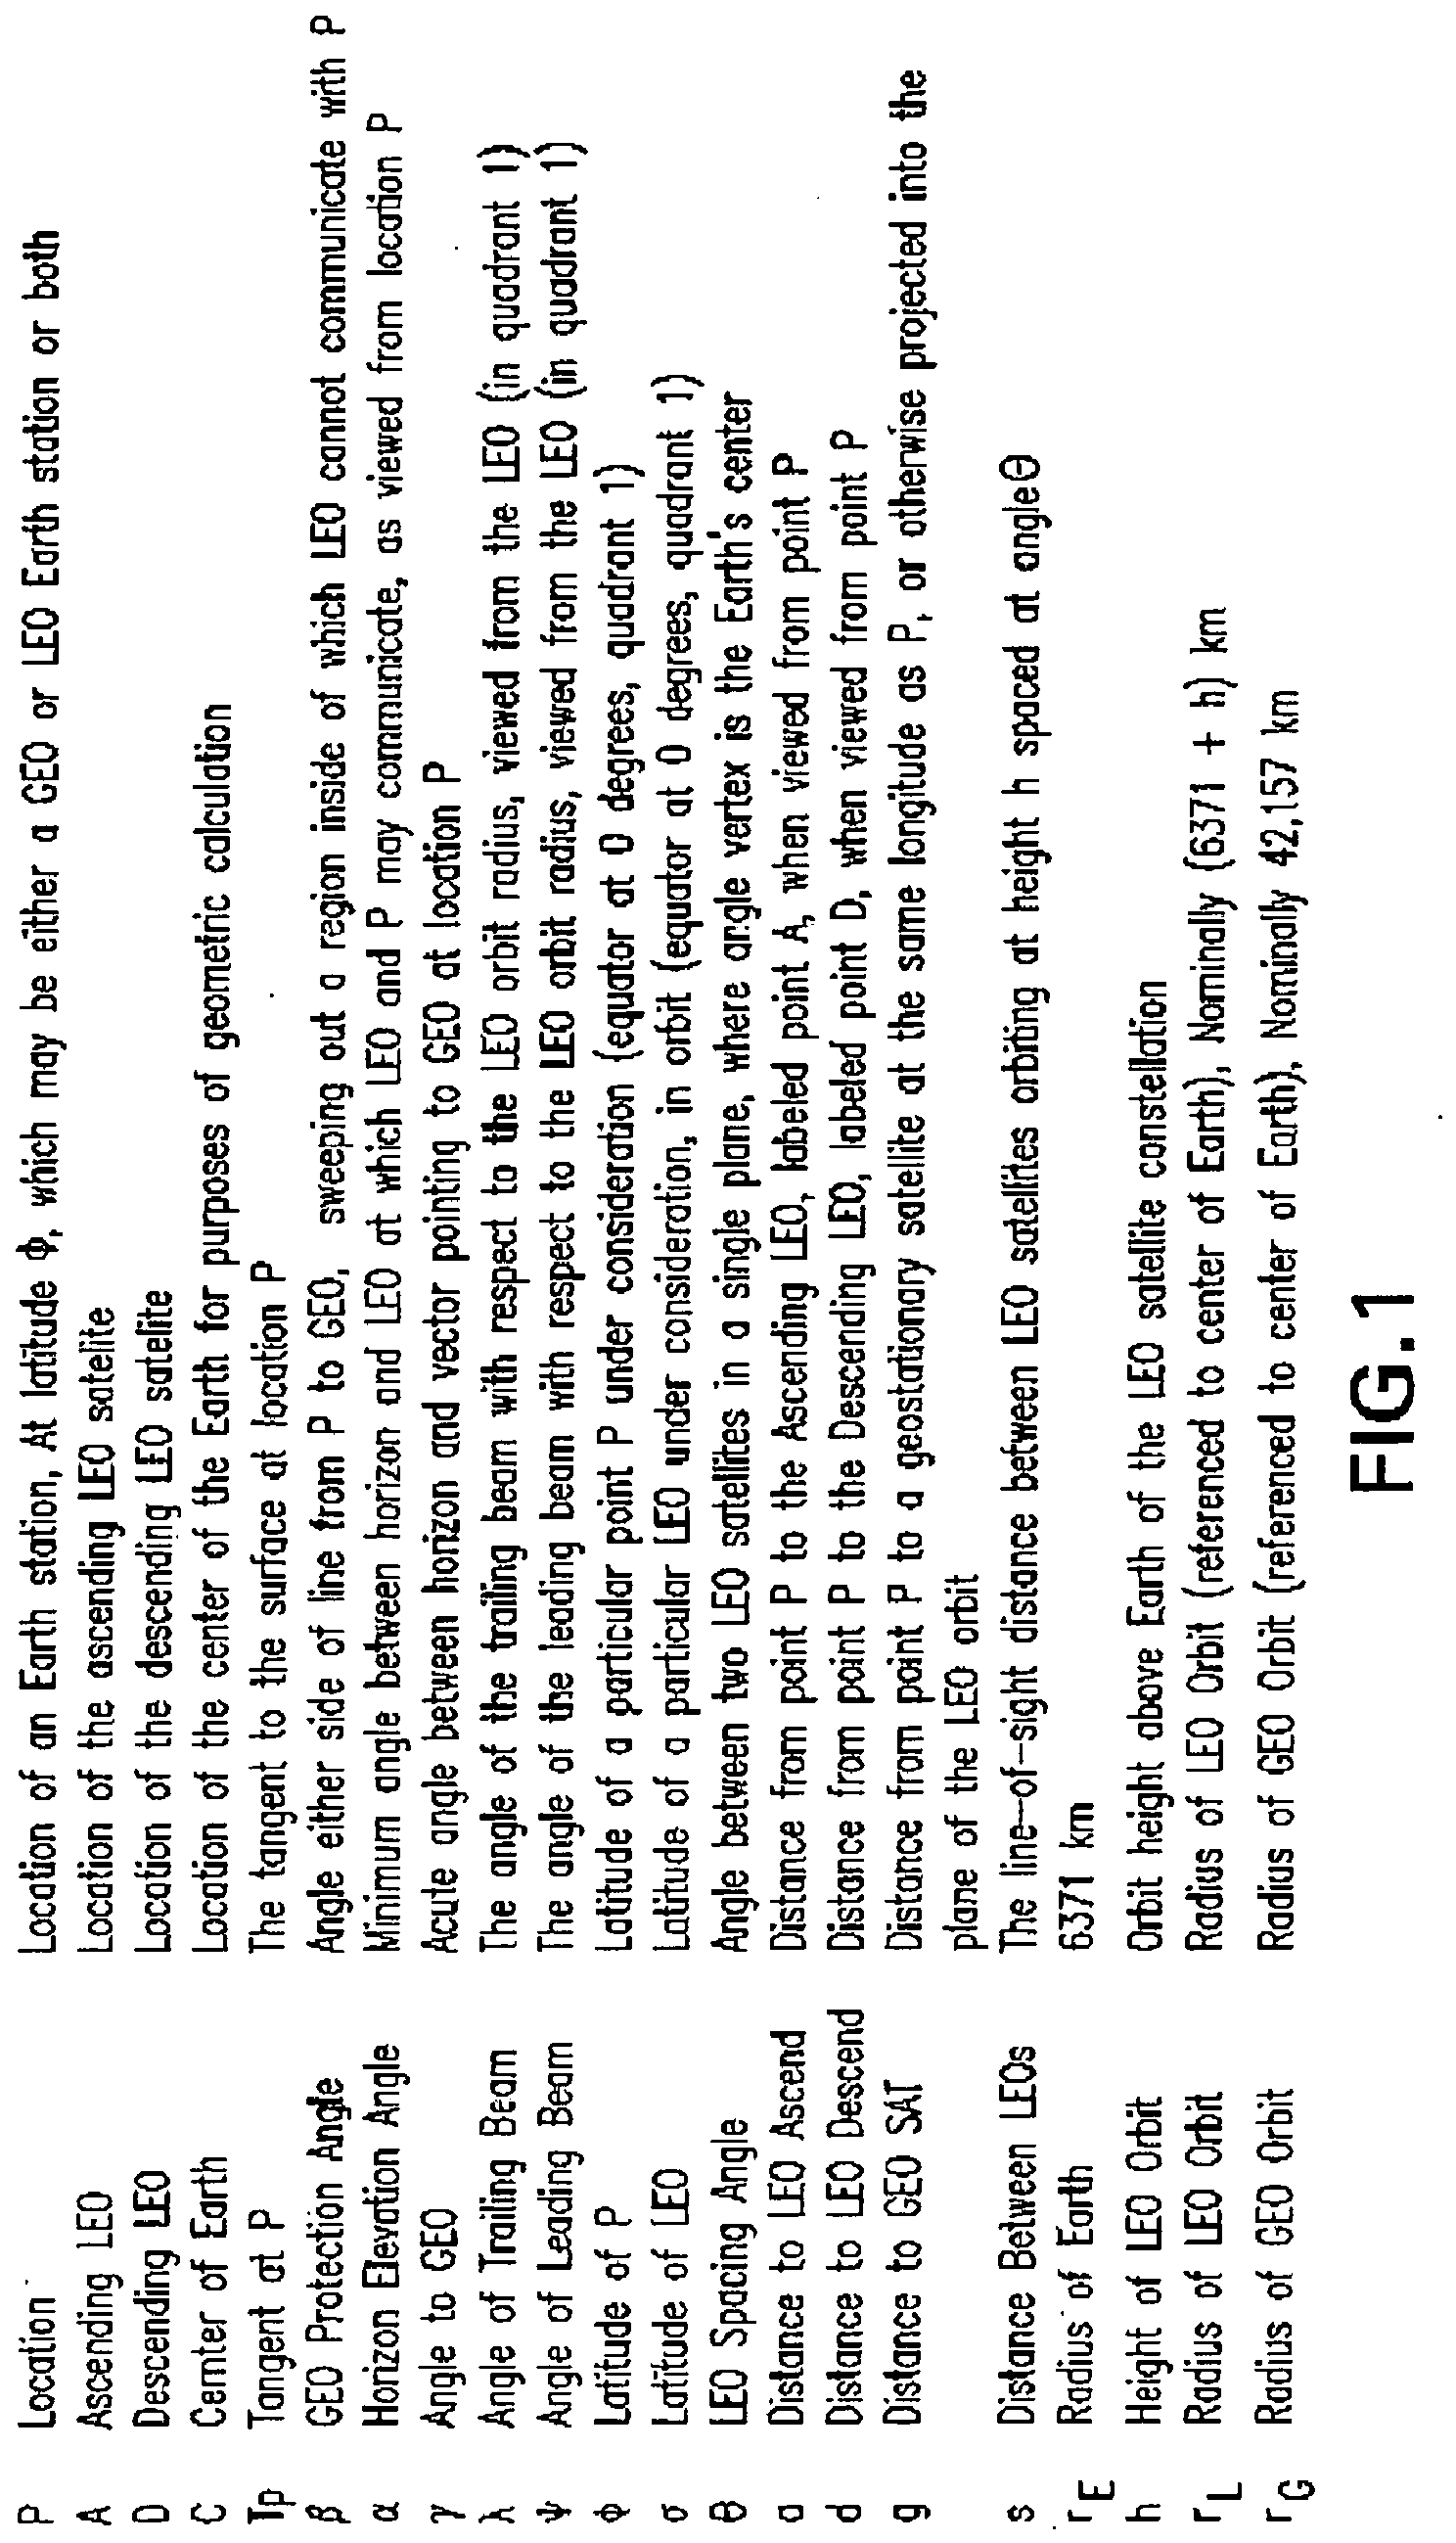 P Location Location of an Earth station, At latitude ϕ, which may be either a GEO or LEO Earth station or both
A Ascending LEO Location of the ascending LEO satelite
D Descending LEO Location of the descending LEO satelite
C Cernter of Earth Location of the center of the Earth for purposes of geometric calculation
Tp Tangent at P The tangent to the surface at location P
β GEO Protection Angle Angle either side of line from P to GEO, sweeping out a region inside of which LEO cannot communicate with P
α Horizon Elevation Angle Minimum angle between horizon and LEO at which LEO and P may communicate, as viewed from location P
γ Angle to GEO Acute angle between horizon and vector pointing to GEO at location P
λ Angle of Trailing Beam The angle of the trailing beam with respect to the LEO orbit radius, viewed from the LEO (in quadrant 1)
ψ Angle of Leading Beam The angle of the leading beam with respect to the LEO orbit radius, viewed from the LEO (in quadrant 1)
ϕ Latitude of P Latitude of a particular point P under consideration (equator at 0 degrees, quadrant 1)
σ Latitude of LEO Latitude of a particular LEO under consideration, in orbit (equator at 0 degrees, quadrant 1)
θ LEO Spacing Angle Angle between two LEO satellites in a single plane, where angle vertex is the Earth's center
a Distance to LEO Ascend Distance from point P to the Ascending LEO, labeled point A, when viewed from point P
d Distance to LEO Descend Distance from point P to the Descending LEO, labeled point D, when viewed from point P
g Distance to GEO SAT Distance from point P to a geostationary satellite at the same longitude as P, or otherwise projected into the
plane of the LEO orbit
s Distance Between LEOs The line-of-sight distance between LEO satellites orbiting at height h spaced at angle Θ
rE Radius of Earth 6371 km
h Height of LEO Orbit Orbit height above Earth of the LEO satellite constellation
rL Radius of LEO Orbit Radius of LEO Orbit (referenced to center of Earth), Nominally (6371 + h) km
rG Radius of GEO Orbit Radius of GEO Orbit (referenced to center of Earth), Nominally 42,157 km
FIG.1